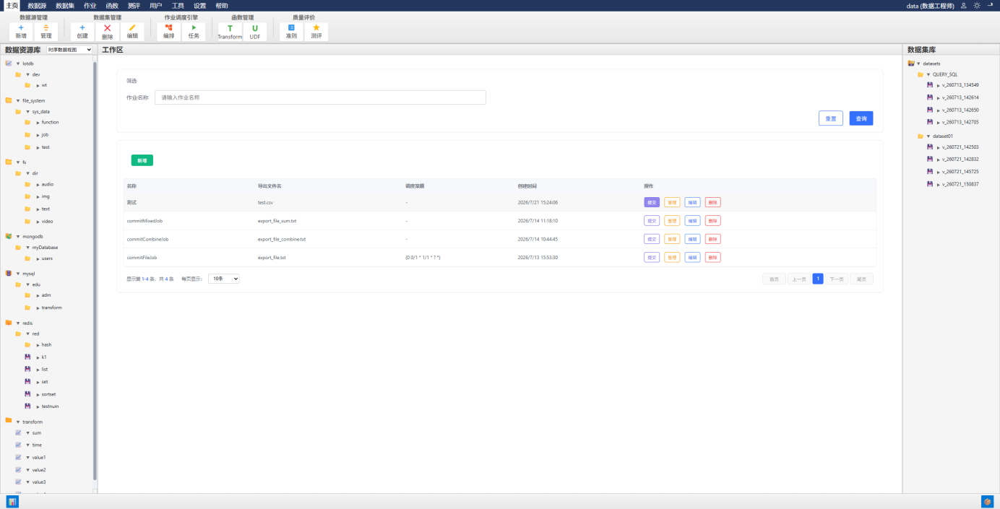 主页 数据源 数据集 作业 函数 测评 用户 工具 设置 帮助 data (数据工程师)
数据源管理 数据集管理 作业调度引擎 函数管理 质量评价
+ + T U
新增 管理 创建 删除 编辑 编排 任务 Transform UDF 准则 测评
数据资源库 时序数据视图 工作区 数据集库
▼ Iotdb
▼ dev
▶ wt
▼ file_system
▼ sys_data
▶ function
▶ job
▶ test
▼ fs
▼ dir
▶ audio
▶ img
▶ text
▶ video
▼ mongodb
▼ myDatabase
▶ users
▼ mysql
▼ edu
▶ adm
▶ transform
▼ redis
▼ red
▶ hash
▶ k1
▶ list
▶ set
▶ sortset
▶ testnum
▼ transform
▼ sum
▼ time
▼ value1
▼ value2
▼ value3
筛选
作业名称 请输入作业名称
重置 查询
新增
名称 导出文件名 调度策略 创建时间 操作
测试 test.csv - 2026/7/21 15:24:06 提交 管理 编辑 删除
commitMixedJob export_file_sum.txt - 2026/7/14 11:18:10 提交 管理 编辑 删除
commitCombineJob export_file_combine.txt - 2026/7/14 10:44:45 提交 管理 编辑 删除
commitFileJob export_file.txt (0 0/1 * 1/1 * ? *) 2026/7/13 15:53:30 提交 管理 编辑 删除
显示第 1-4 条，共 4 条 每页显示: 10条 首页 上一页 1 下一页 尾页
▼ datasets
▼ QUERY_SQL
▶ v_260713_134549
▶ v_260713_142614
▶ v_260713_142650
▶ v_260713_142705
▼ dataset01
▶ v_260721_142503
▶ v_260721_142832
▶ v_260721_145725
▶ v_260721_150837